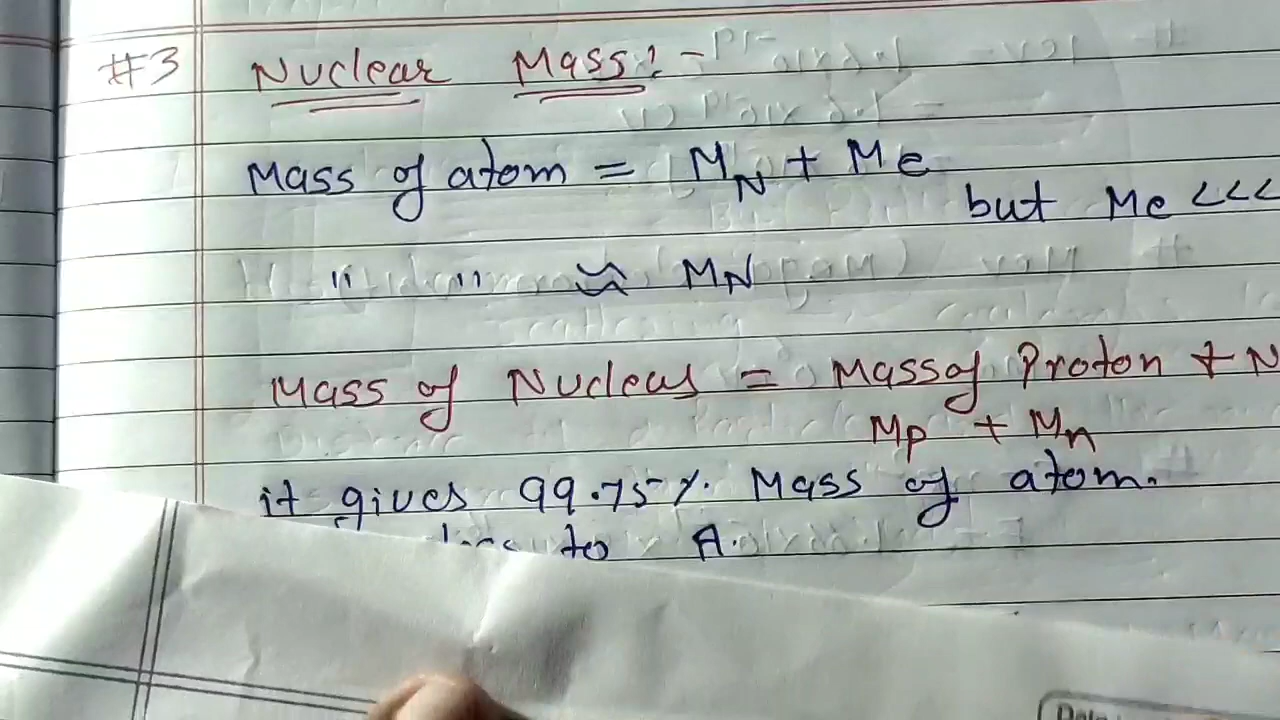 #3 Nuclear Mass:-
Mass of atom = MN + Me
but Me <<<
" " ≈ MN
Mass of Nucleus = Mass of Proton + N
Mp + Mn
it gives 99.75% Mass of atom.
to A.